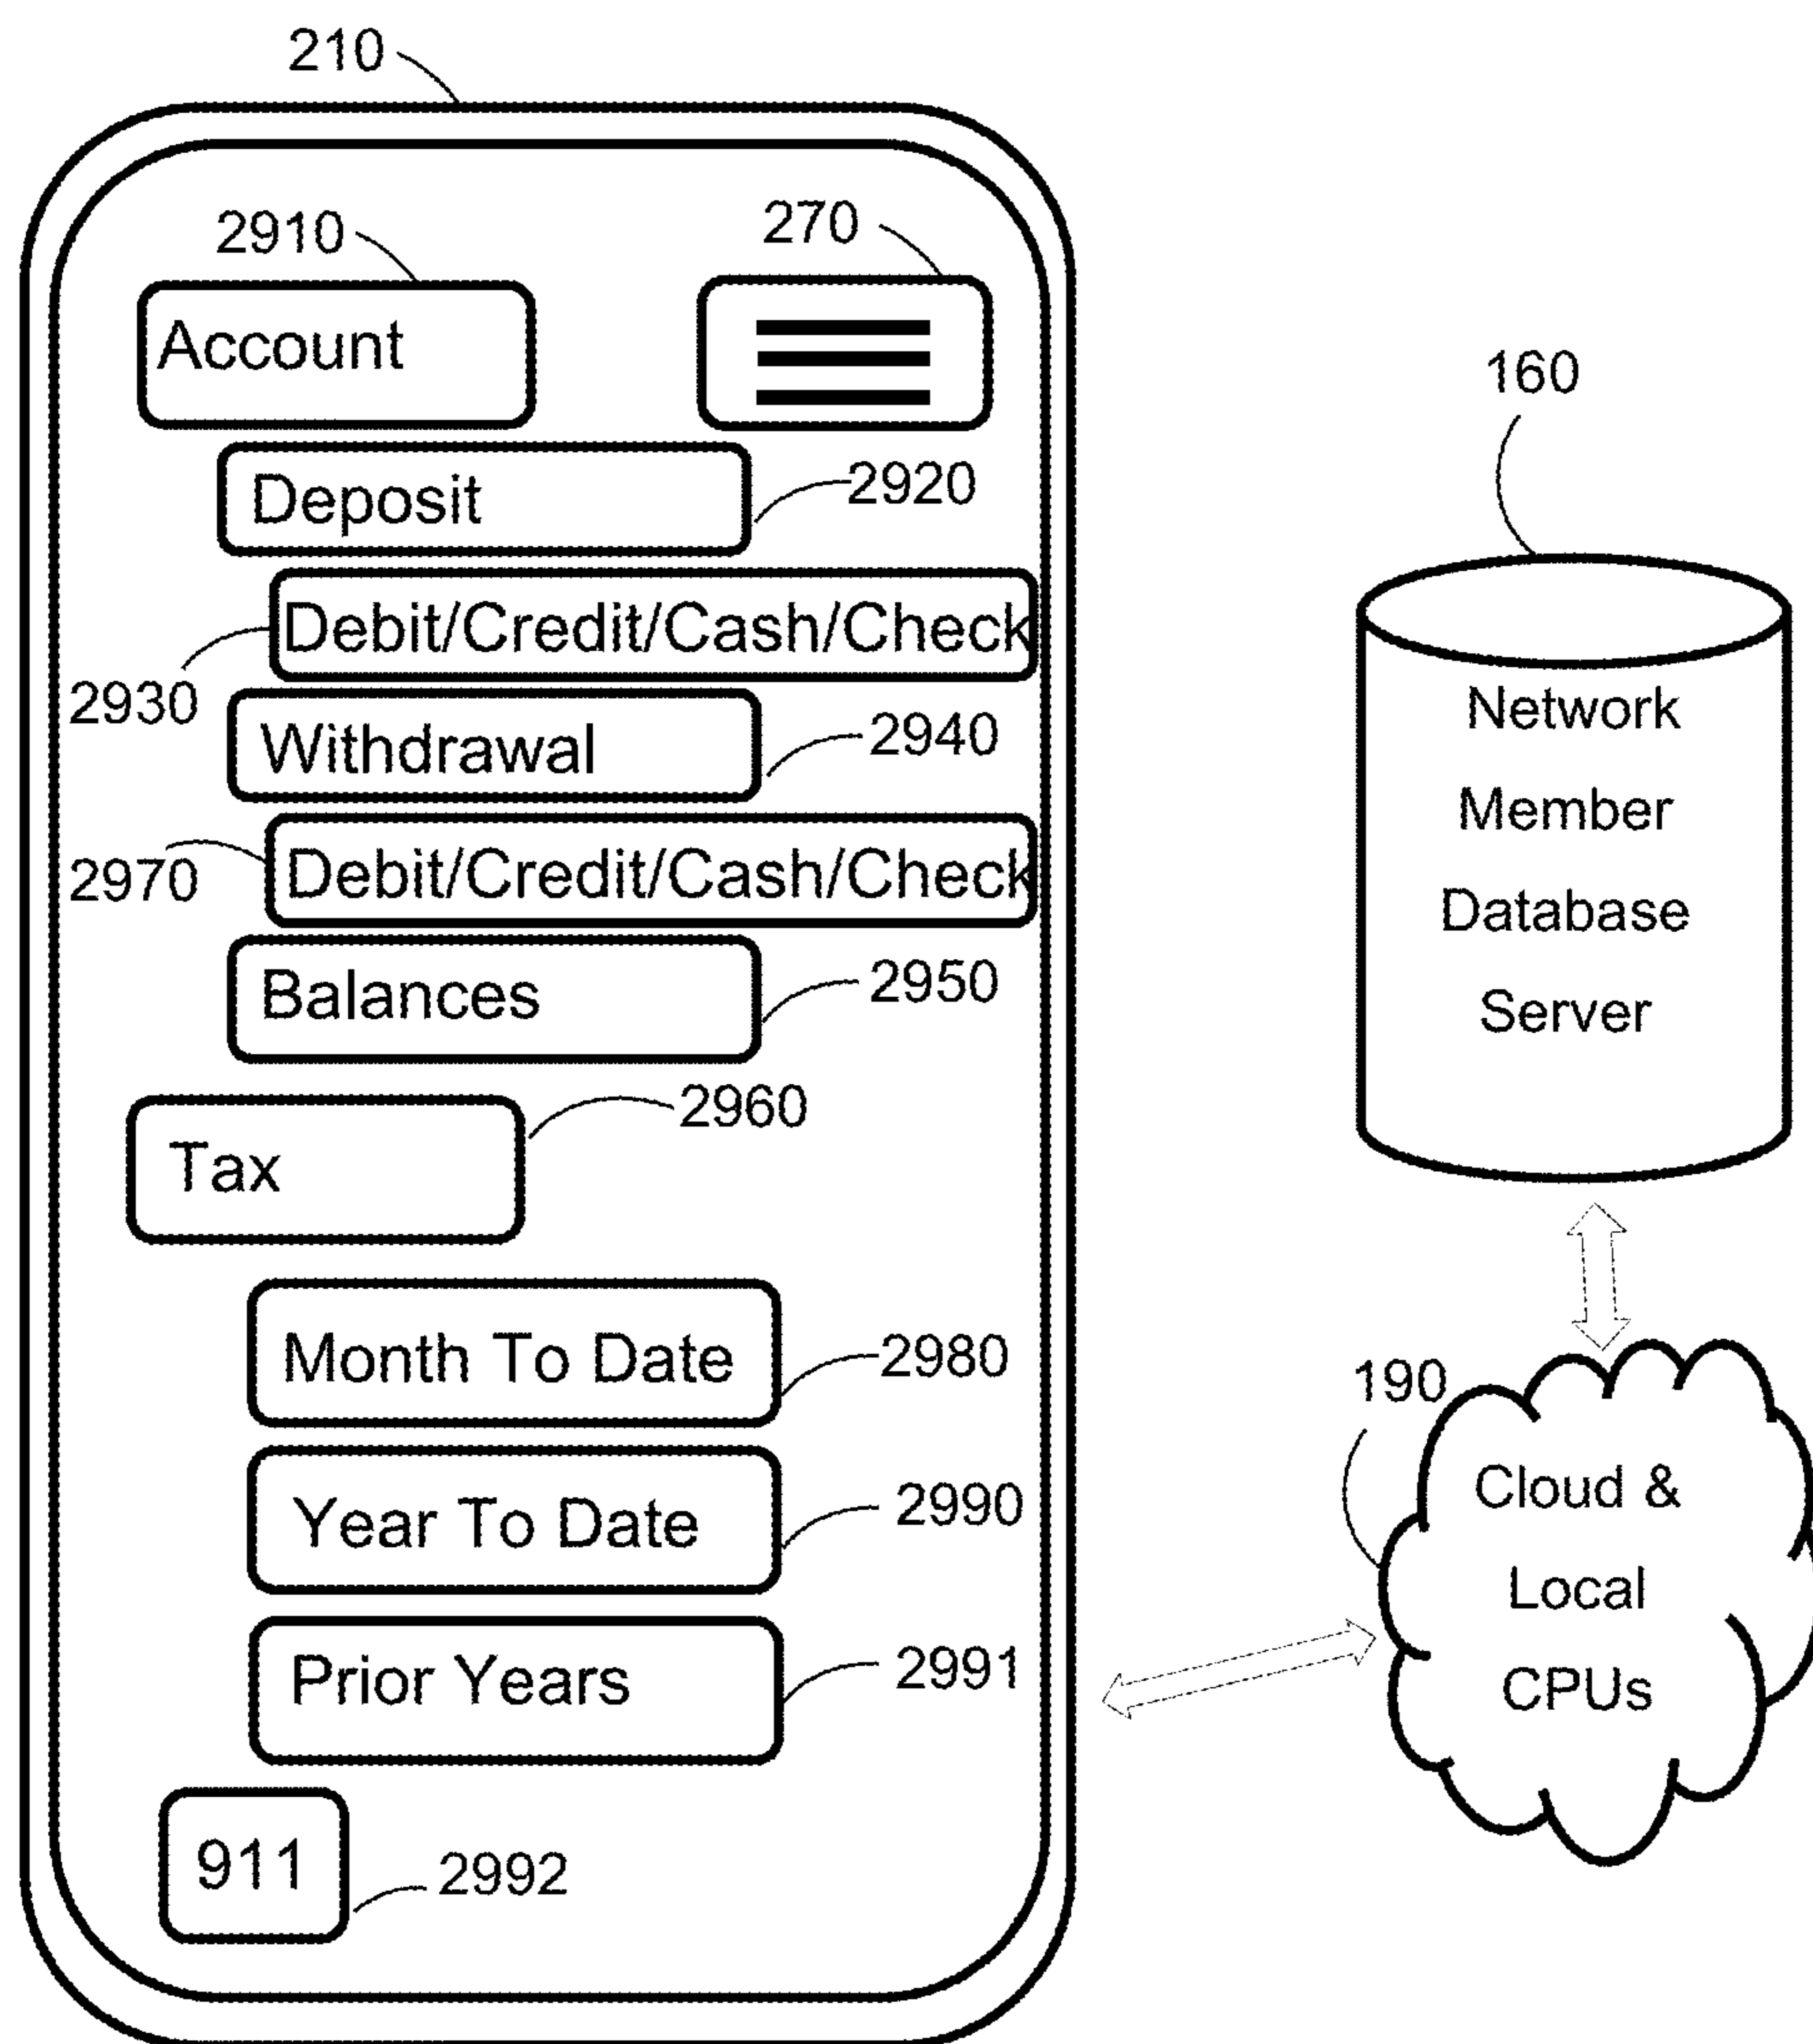 210
2910
270
Account
160
Deposit
2920
Debit/Credit/Cash/Check
2930
Withdrawal
2940
2970
Debit/Credit/Cash/Check
Balances
2950
2960
Tax
Month To Date
2980
Year To Date
2990
Prior Years
2991
911
2992
Network
Member
Database
Server
190
Cloud &
Local
CPUs